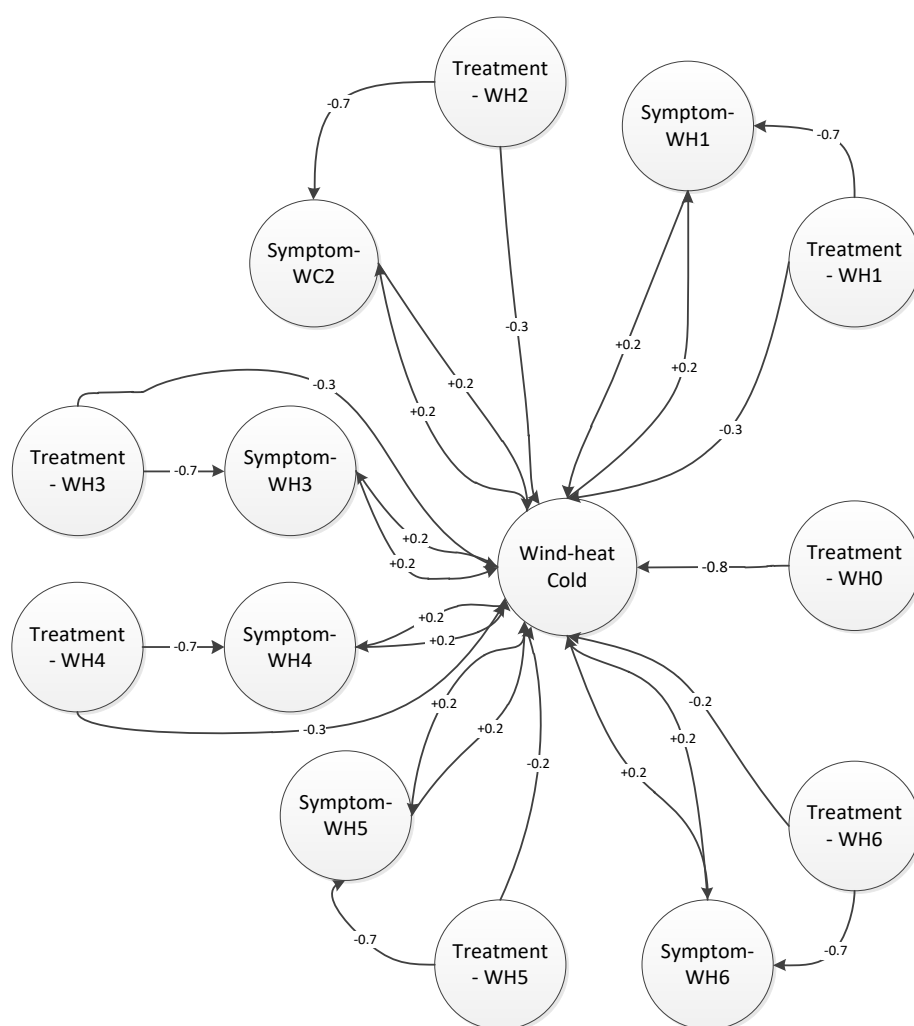 Treatment
- WH2
Symptom-
WH1
-0.7
-0.7
Symptom-
WC2
Treatment
- WH1
-0.3
+0.2
+0.2
+0.2
+0.2
-0.3
-0.3
Treatment
- WH3
-0.7
Symptom-
WH3
+0.2
+0.2
Wind-heat
Cold
-0.8
Treatment
- WH0
Treatment
- WH4
-0.7
Symptom-
WH4
+0.2
+0.2
-0.3
+0.2
+0.2
-0.2
-0.2
+0.2
+0.2
Symptom-
WH5
Treatment
- WH6
-0.7
Treatment
- WH5
Symptom-
WH6
-0.7